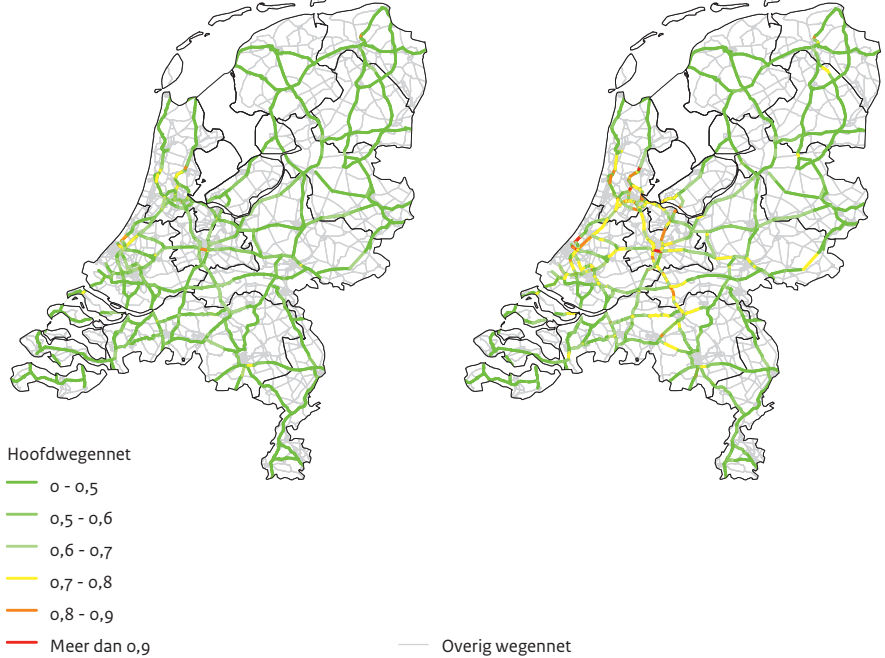 Hoofdwegennet
0 - 0,5
0,5 - 0,6
0,6 - 0,7
0,7 - 0,8
0,8 - 0,9
Meer dan 0,9
Overig wegennet